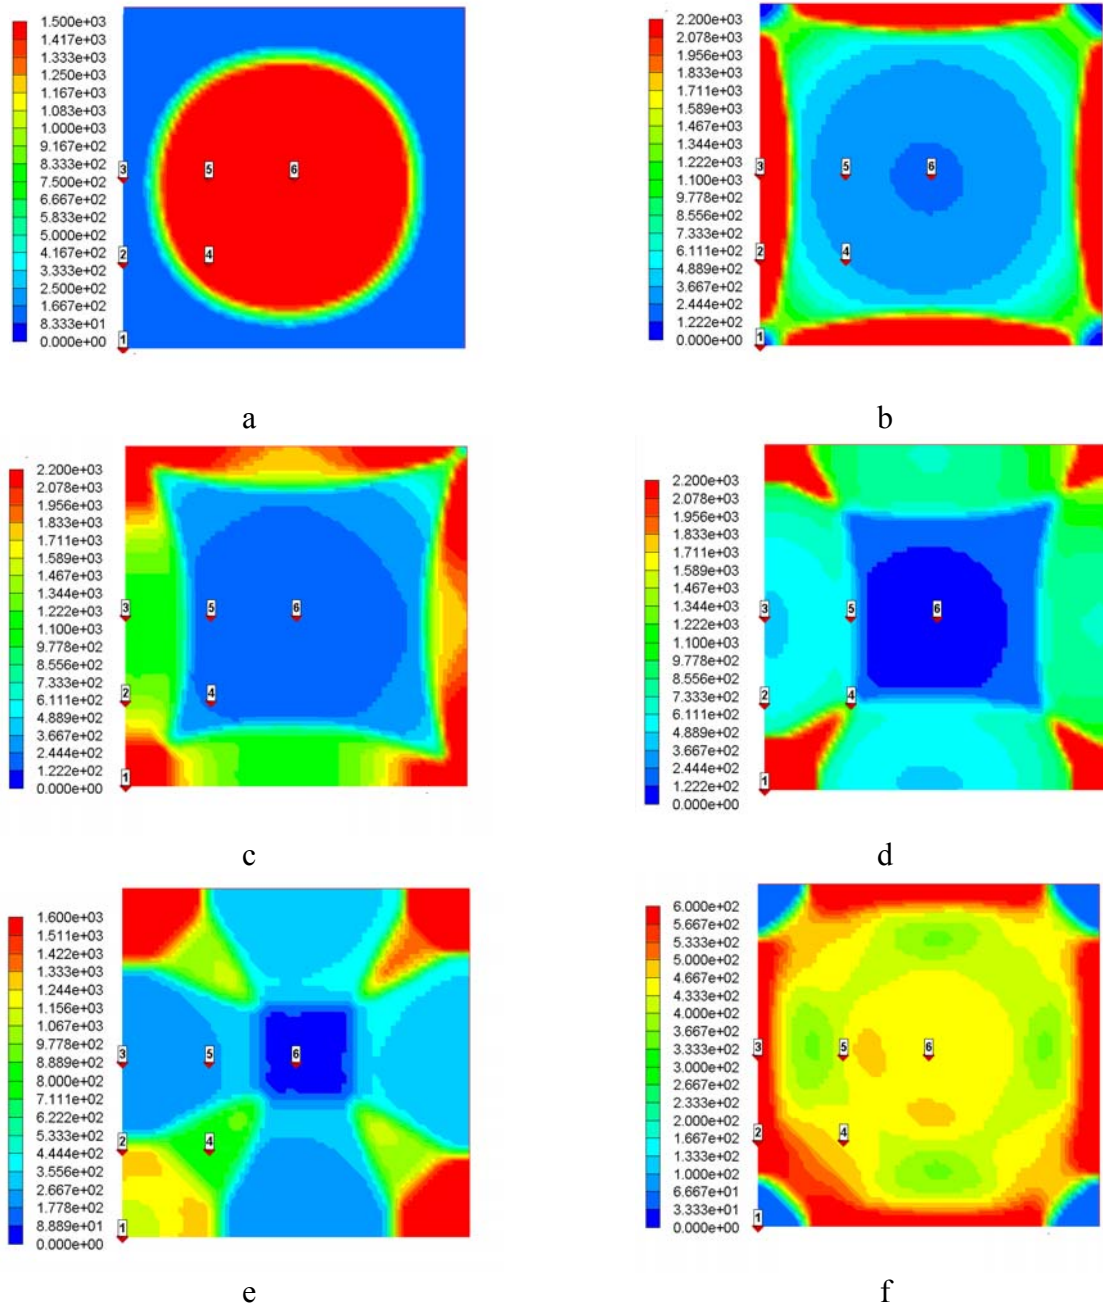 1.500e+03
1.417e+03
1.333e+03
1.250e+03
1.167e+03
1.083e+03
1.000e+03
9.167e+02
8.333e+02
7.500e+02
6.667e+02
5.833e+02
5.000e+02
4.167e+02
3.333e+02
2.500e+02
1.667e+02
8.333e+01
0.000e+00
3
5
6
2
4
1
a
2.200e+03
2.078e+03
1.956e+03
1.833e+03
1.711e+03
1.589e+03
1.467e+03
1.344e+03
1.222e+03
1.100e+03
9.778e+02
8.556e+02
7.333e+02
6.111e+02
4.889e+02
3.667e+02
2.444e+02
1.222e+02
0.000e+00
3
5
6
2
4
1
b
2.200e+03
2.078e+03
1.956e+03
1.833e+03
1.711e+03
1.589e+03
1.467e+03
1.344e+03
1.222e+03
1.100e+03
9.778e+02
8.556e+02
7.333e+02
6.111e+02
4.889e+02
3.667e+02
2.444e+02
1.222e+02
0.000e+00
3
5
6
2
4
1
c
2.200e+03
2.078e+03
1.956e+03
1.833e+03
1.711e+03
1.589e+03
1.467e+03
1.344e+03
1.222e+03
1.100e+03
9.778e+02
8.556e+02
7.333e+02
6.111e+02
4.889e+02
3.667e+02
2.444e+02
1.222e+02
0.000e+00
3
5
6
2
4
1
d
1.600e+03
1.511e+03
1.422e+03
1.333e+03
1.244e+03
1.156e+03
1.067e+03
9.778e+02
8.889e+02
8.000e+02
7.111e+02
6.222e+02
5.333e+02
4.444e+02
3.556e+02
2.667e+02
1.778e+02
8.889e+01
0.000e+00
3
5
6
2
4
1
e
6.000e+02
5.667e+02
5.333e+02
5.000e+02
4.667e+02
4.333e+02
4.000e+02
3.667e+02
3.333e+02
3.000e+02
2.667e+02
2.333e+02
2.000e+02
1.667e+02
1.333e+02
1.000e+02
6.667e+01
3.333e+01
0.000e+00
3
5
6
2
4
1
f